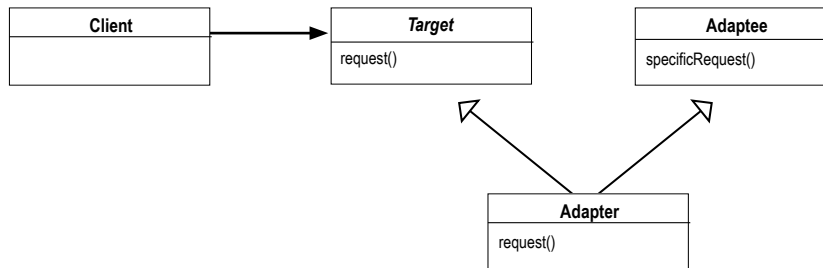 Client
Target
request()
Adaptee
specificRequest()
Adapter
request()